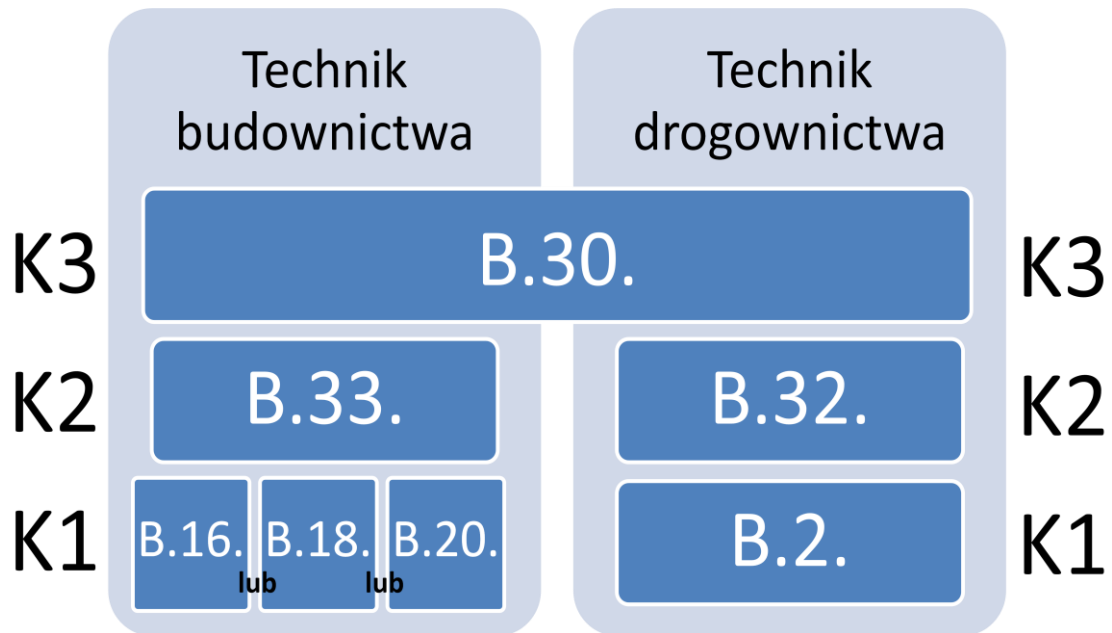 Technik
budownictwa
Technik
drogownictwa
K3
B.30.
K3
K2
B.33.
B.32.
K2
K1
B.16.
lub
B.18.
lub
B.20.
B.2.
K1